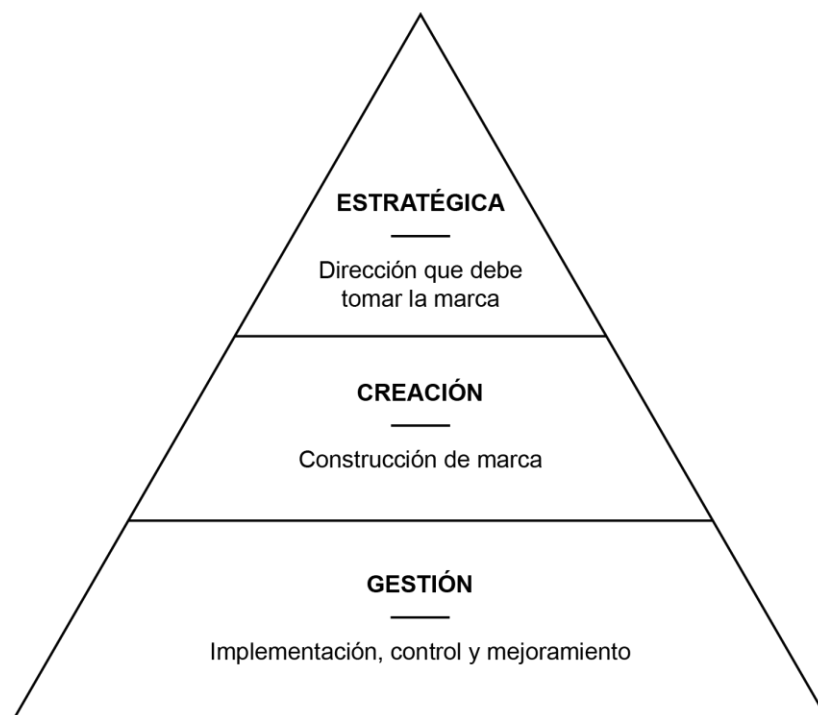 ESTRATÉGICA
Dirección que debe
tomar la marca
CREACIÓN
Construcción de marca
GESTIÓN
Implementación, control y mejoramiento